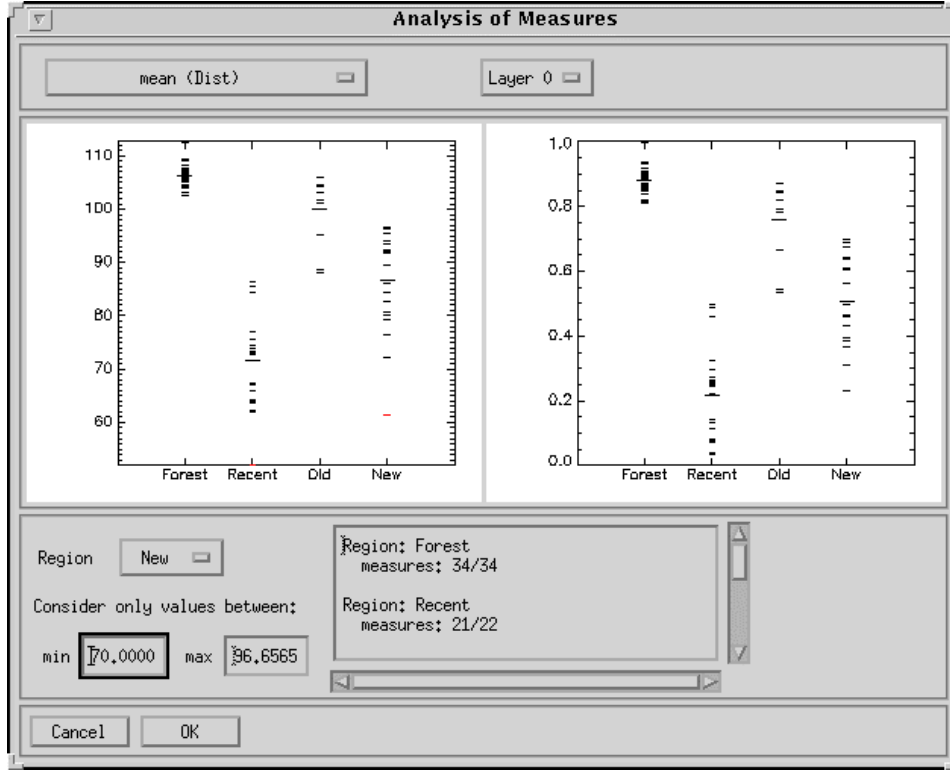 Analysis of Measures
mean (Dist)
Layer 0
110
100
90
80
70
60
Forest Recent Old New
1.0
0.8
0.6
0.4
0.2
0.0
Forest Recent Old New
Region New
Consider only values between:
min 70.0000 max 96.6565
Region: Forest
measures: 34/34
Region: Recent
measures: 21/22
Cancel OK